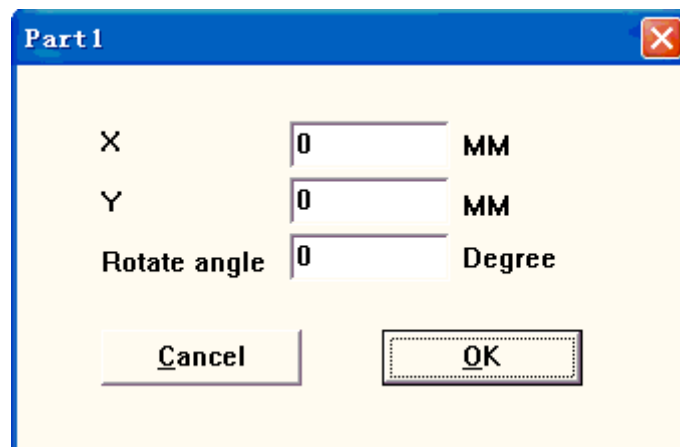 Part1
X 0 MM
Y 0 MM
Rotate angle 0 Degree
Cancel OK